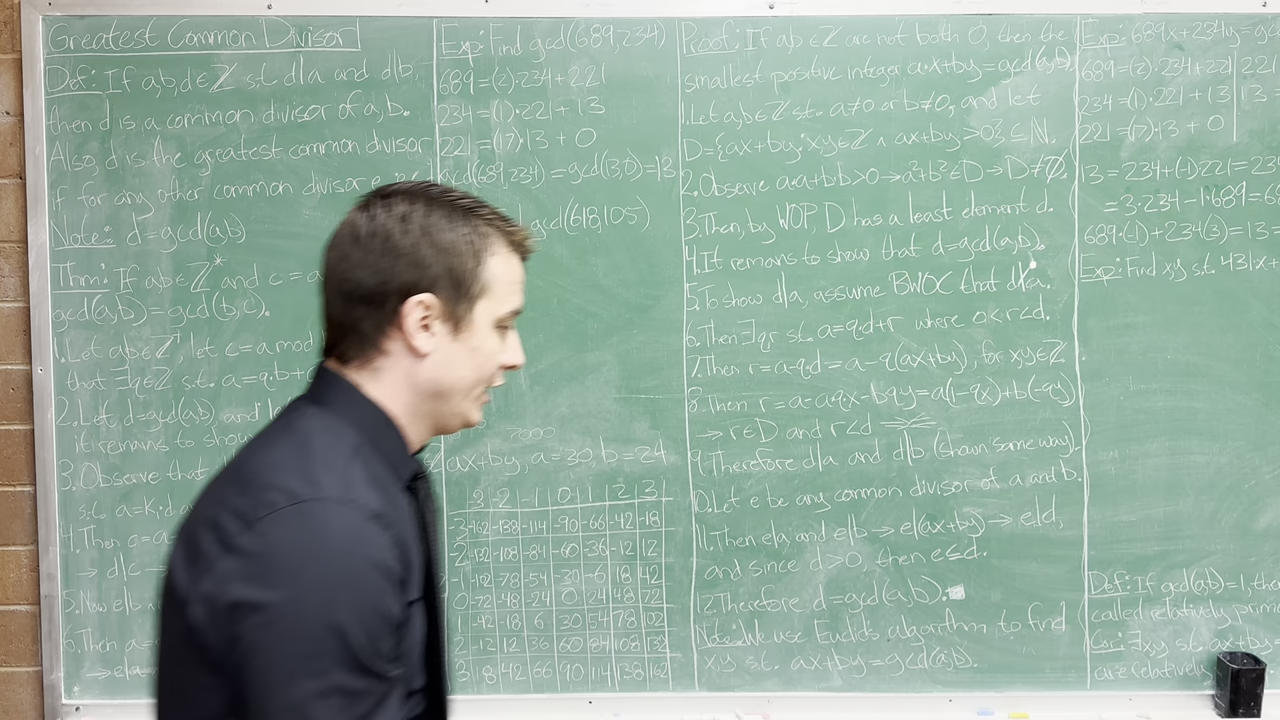 Greatest Common Divisor
Def: If a,b,d∈ℤ s.t. d|a and d|b,
then d is a common divisor of a,b.
Also, d is the greatest common divisor
if for any other common divisor e
Note: d=gcd(a,b)
Thm: If a,b∈ℤ* and c = a
gcd(a,b)=gcd(b,c).
1. Let a,b∈ℤ*, let c=a mod
that ∃q∈ℤ s.t. a=q·b+c
2. Let d=gcd(a,b) and le
it remains to show
3. Observe that
s.t. a=k₁·d a
4. Then c=a-
→ d|c
5. Now e|b
6. Then a=
Exp: Find gcd(689,234)
689=(2)·234+221
234=(1)·221+13
221=(17)·13+0
gcd(689,234)=gcd(13,0)=13
gcd(618,105)
ax+by, a=30, b=24
-3 -2 -1 0 1 2 3
-3 -162 -138 -114 -90 -66 -42 -18
-2 -132 -108 -84 -60 -36 -12 12
-1 -102 -78 -54 -30 -6 18 42
0 -72 -48 -24 0 24 48 72
1 -42 -18 6 30 54 78 102
2 -12 12 36 60 84 108 132
3 18 42 66 90 114 138 162
Proof: If a,b∈ℤ are not both 0, then the
smallest positive integer a·x+by=gcd(a,b)
1. Let a,b∈ℤ s.t. a≠0 or b≠0, and let
D={ax+by: x,y∈ℤ ∧ ax+by>0}⊆ℕ.
2. Observe a·a+b·b>0→a²+b²∈D→D≠∅.
3. Then, by WOP, D has a least element d.
4. It remains to show that d=gcd(a,b).
5. To show d|a, assume BWOC that d∤a.
6. Then ∃q,r s.t. a=q·d+r where 0<r<d.
7. Then r=a-q·d=a-q(ax+by), for x,y∈ℤ.
8. Then r=a-aqx-bqy=a(1-qx)+b(-qy)
→ r∈D and r<d
9. Therefore d|a and d|b (shown same way).
10. Let e be any common divisor of a and b.
11. Then e|a and e|b → e|(ax+by) → e|d,
and since d>0, then e≤d.
12. Therefore d=gcd(a,b).
Note: We use Euclid's algorithm to find
x,y s.t. ax+by=gcd(a,b).
Exp: 689x+234y=gc
689=(2)·234+221 221
234=(1)·221+13 13=
221=(17)·13+0
13=234+(-1)·221=23
=3·234-1·689=6
689·(-1)+234(3)=13=
Exp: Find x,y s.t. 431x+
Def: If gcd(a,b)=1, the
called relatively prim
Cor: ∃x,y s.t. ax+by
are relatively